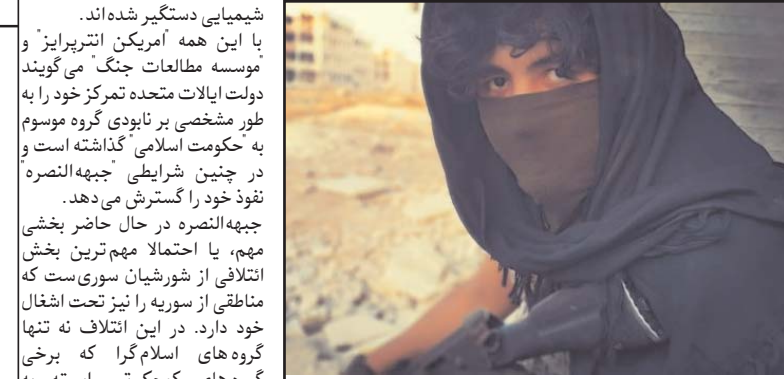 شیمیایی دستگیر شده‌اند.
با این همه "امریکن انترپرایز" و
"موسسه مطالعات جنگ" می‌گویند
دولت ایالات متحده تمرکز خود را به
طور مشخصی بر نابودی گروه موسوم
به "حکومت اسلامی" گذاشته است و
در چنین شرایطی "جبهه‌النصره"
نفوذ خود را گسترش می‌دهد.
جبهه‌النصره در حال حاضر بخشی
مهم، یا احتمالا مهم‌ترین بخش
ائتلافی از شورشیان سوری‌ست که
مناطقی از سوریه را نیز تحت اشغال
خود دارد. در این ائتلاف نه تنها
گروه‌های اسلام‌گرا که برخی